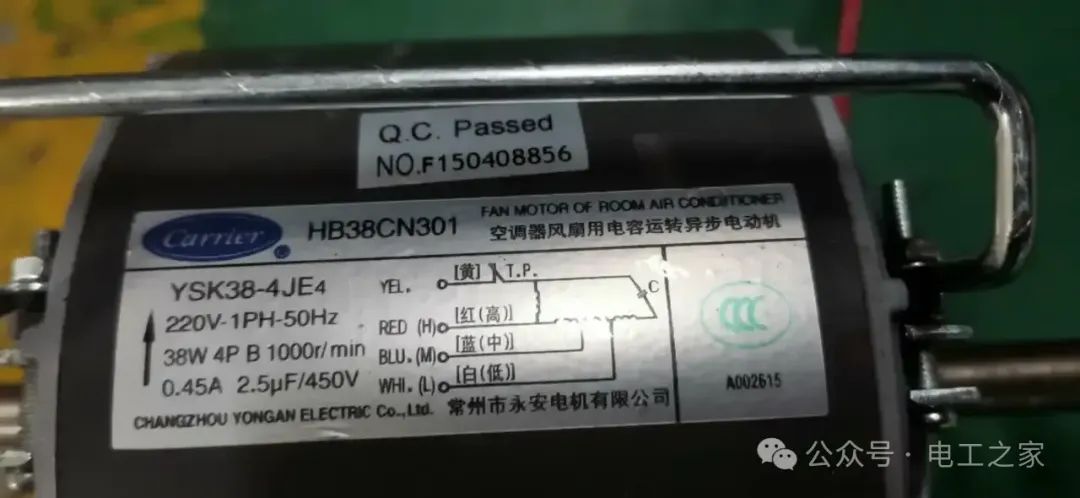 Q.C. Passed
NO.F150408856
Carrier ®
HB38CN301
FAN MOTOR OF ROOM AIR CONDITIONER
空调器风扇用电容运转异步电动机
YSK38-4JE4
220V-1PH-50Hz
38W 4P B 1000r/min
0.45A 2.5μF/450V
YEL. [黄] T.P.
C
RED (H) [红(高)]
BLU.(M) [蓝(中)]
WHI.(L) [白(低)]
CCC
A002615
CHANGZHOU YONGAN ELECTRIC Co.,Ltd. 常州市永安电机有限公司
公众号·电工之家